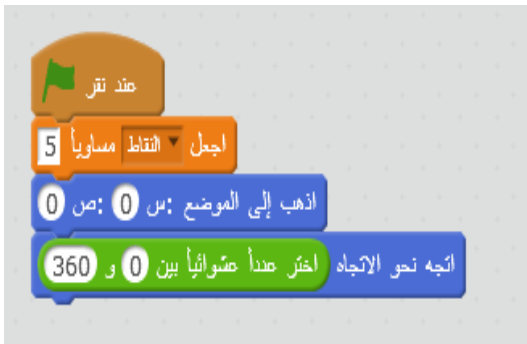 عند نقر
اجعل النقاط مساوياً 5
اذهب إلى الموضع :س 0 :ص 0
اتجه نحو الاتجاه اختر عدداً عشوائياً بين 0 و 360